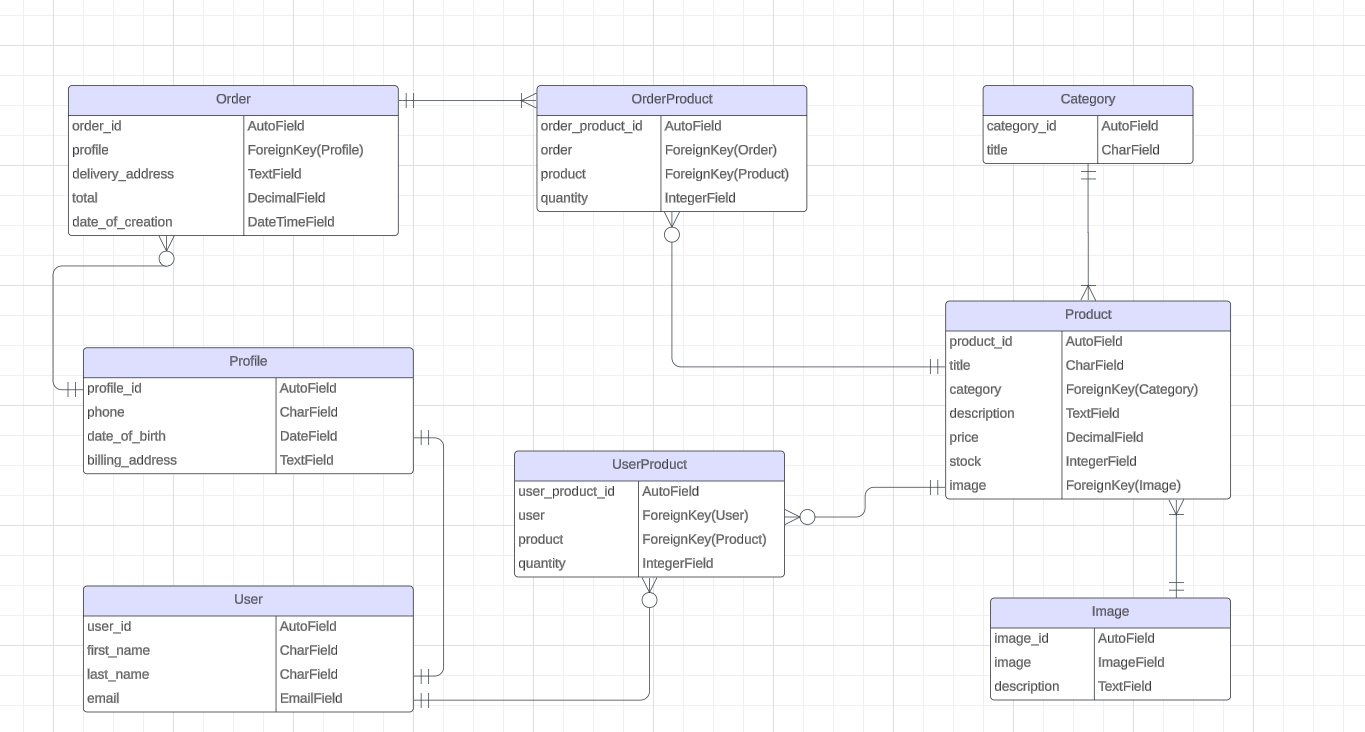 Order
order_id AutoField
profile ForeignKey(Profile)
delivery_address TextField
total DecimalField
date_of_creation DateTimeField
OrderProduct
order_product_id AutoField
order ForeignKey(Order)
product ForeignKey(Product)
quantity IntegerField
Category
category_id AutoField
title CharField
Profile
profile_id AutoField
phone CharField
date_of_birth DateField
billing_address TextField
Product
product_id AutoField
title CharField
category ForeignKey(Category)
description TextField
price DecimalField
stock IntegerField
image ForeignKey(Image)
UserProduct
user_product_id AutoField
user ForeignKey(User)
product ForeignKey(Product)
quantity IntegerField
User
user_id AutoField
first_name CharField
last_name CharField
email EmailField
Image
image_id AutoField
image ImageField
description TextField